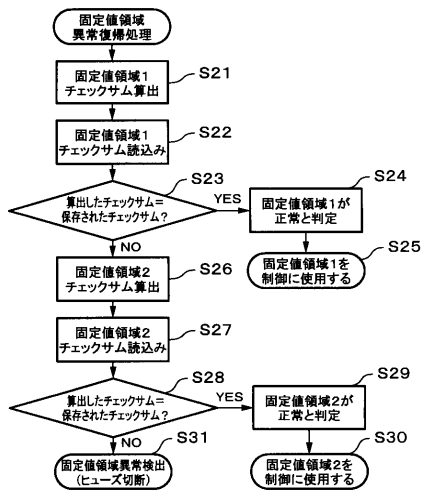 固定値領域
異常復帰処理
固定値領域1
チェックサム算出
S21
固定値領域1
チェックサム読込み
S22
算出したチェックサム＝
保存されたチェックサム？
S23
YES
固定値領域1が
正常と判定
S24
固定値領域1を
制御に使用する
S25
NO
固定値領域2
チェックサム算出
S26
固定値領域2
チェックサム読込み
S27
算出したチェックサム＝
保存されたチェックサム？
S28
YES
固定値領域2が
正常と判定
S29
固定値領域2を
制御に使用する
S30
NO
固定値領域異常検出
(ヒューズ切断)
S31